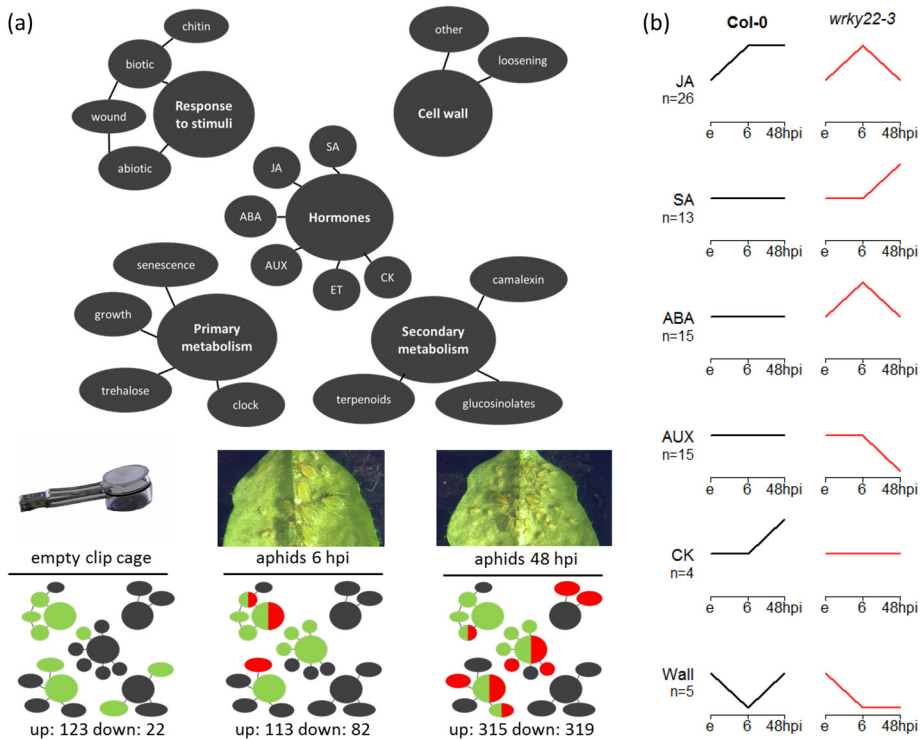 (a)
chitin
biotic
wound
abiotic
Response
to stimuli
other
loosening
Cell wall
SA
JA
ABA
AUX
ET
CK
Hormones
senescence
growth
trehalose
clock
Primary
metabolism
camalexin
terpenoids
glucosinolates
Secondary
metabolism
empty clip cage
aphids 6 hpi
aphids 48 hpi
up: 123 down: 22
up: 113 down: 82
up: 315 down: 319
(b)
Col-0
wrky22-3
JA
n=26
e 6 48hpi
e 6 48hpi
SA
n=13
e 6 48hpi
e 6 48hpi
ABA
n=15
e 6 48hpi
e 6 48hpi
AUX
n=15
e 6 48hpi
e 6 48hpi
CK
n=4
e 6 48hpi
e 6 48hpi
Wall
n=5
e 6 48hpi
e 6 48hpi